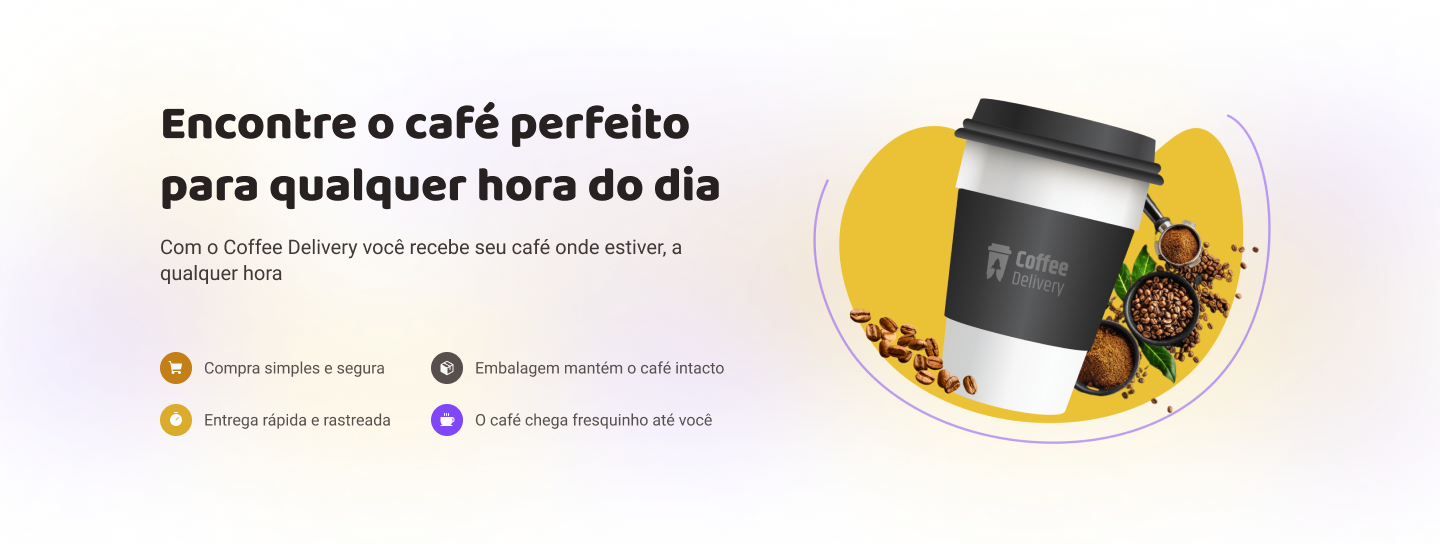 Encontre o café perfeito
para qualquer hora do dia
Com o Coffee Delivery você recebe seu café onde estiver, a
qualquer hora
Compra simples e segura
Embalagem mantém o café intacto
Entrega rápida e rastreada
O café chega fresquinho até você
Coffee
Delivery